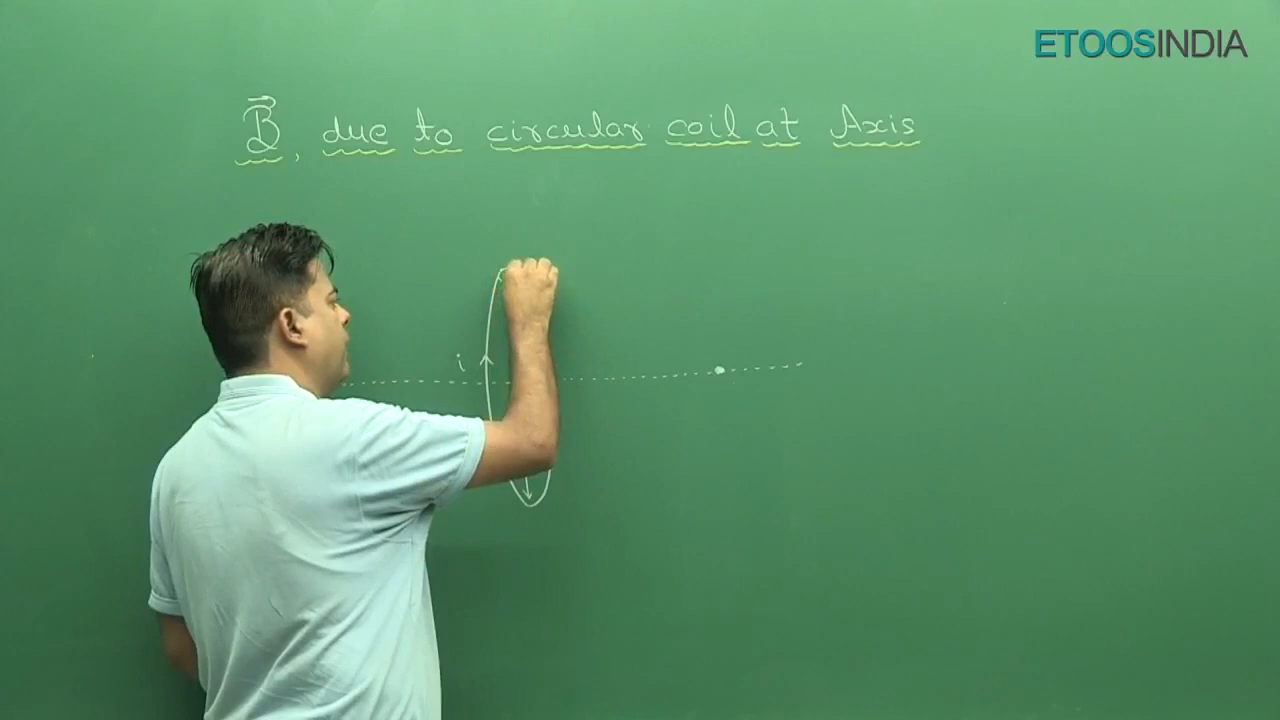 ETOOSINDIA
B⃗, due to circular coil at Axis
i